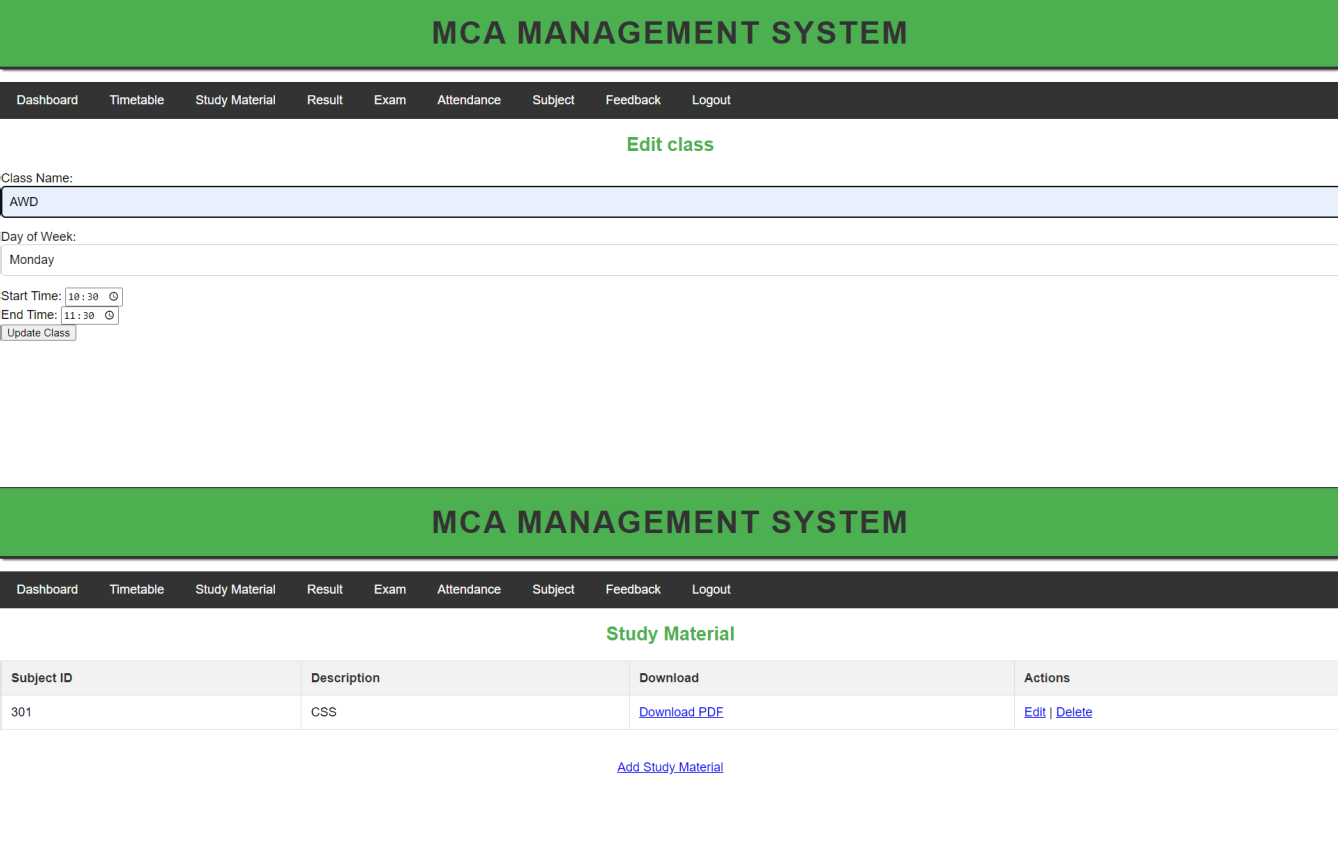 MCA MANAGEMENT SYSTEM
Dashboard Timetable Study Material Result Exam Attendance Subject Feedback Logout
Edit class
Class Name:
AWD
Day of Week:
Monday
Start Time: 10:30
End Time: 11:30
Update Class
MCA MANAGEMENT SYSTEM
Dashboard Timetable Study Material Result Exam Attendance Subject Feedback Logout
Study Material
Subject ID Description Download Actions
301 CSS Download PDF Edit | Delete
Add Study Material